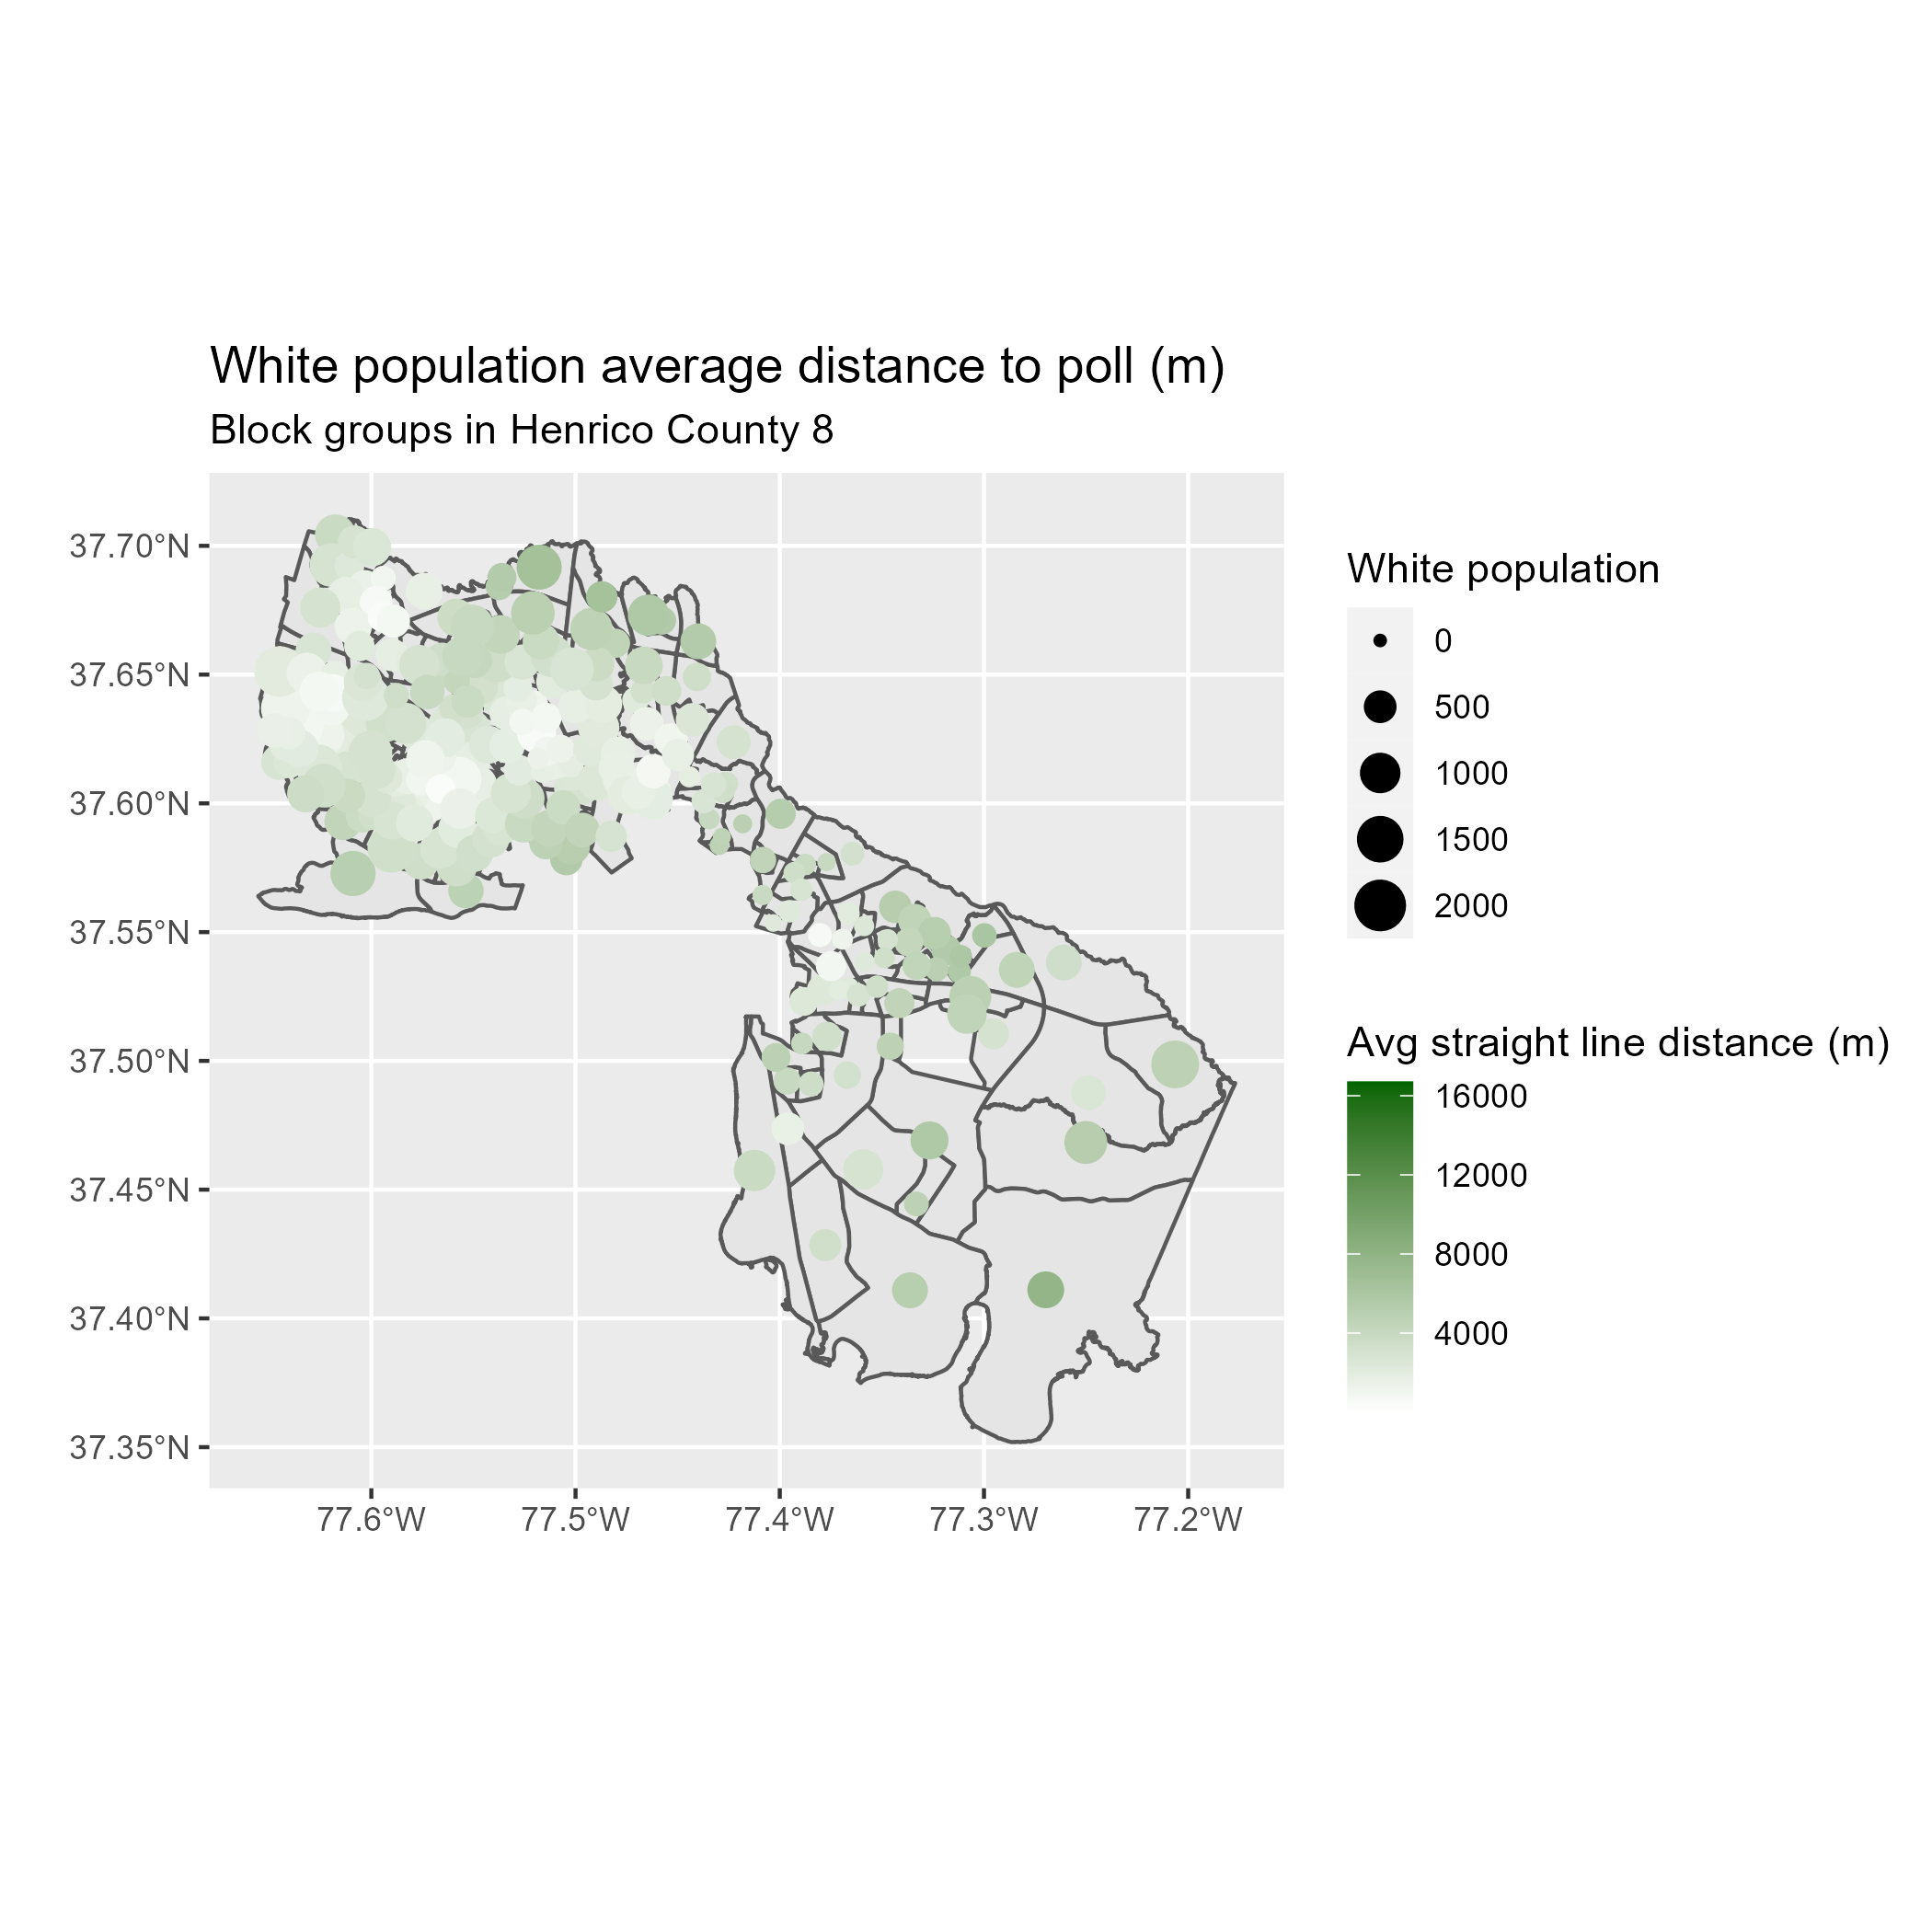 White population average distance to poll (m)
Block groups in Henrico County 8
37.70°N
37.65°N
37.60°N
37.55°N
37.50°N
37.45°N
37.40°N
37.35°N
77.6°W
77.5°W
77.4°W
77.3°W
77.2°W
White population
0
500
1000
1500
2000
Avg straight line distance (m)
16000
12000
8000
4000